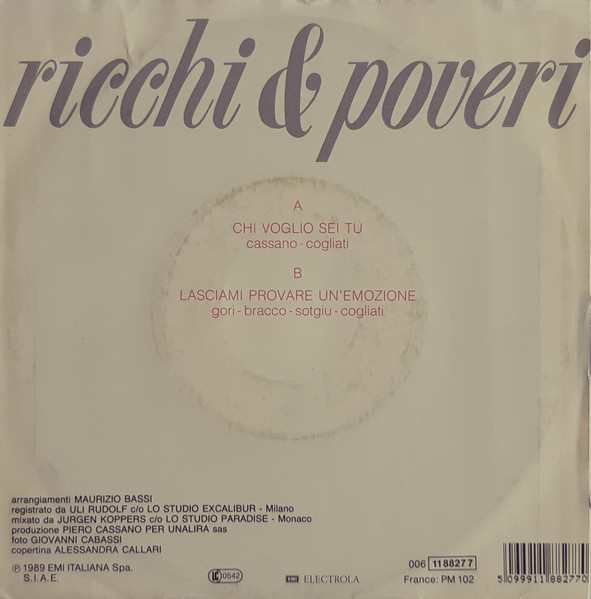 ricchi & poveri
A
CHI VOGLIO SEI TU
cassano - cogliati
B
LASCIAMI PROVARE UN'EMOZIONE
gori - bracco - sotgiu - cogliati
arrangiamenti MAURIZIO BASSI
registrato da ULI RUDOLF c/o LO STUDIO EXCALIBUR - Milano
mixato da JURGEN KOPPERS c/o LO STUDIO PARADISE - Monaco
produzione PIERO CASSANO PER UNALIRA sas
foto GIOVANNI CABASSI
copertina ALESSANDRA CALLARI
℗ 1989 EMI ITALIANA Spa.
S.I.A.E.
LC 0542
EMI ELECTROLA
006 11 8827 7
France: PM 102
5 099911 882770